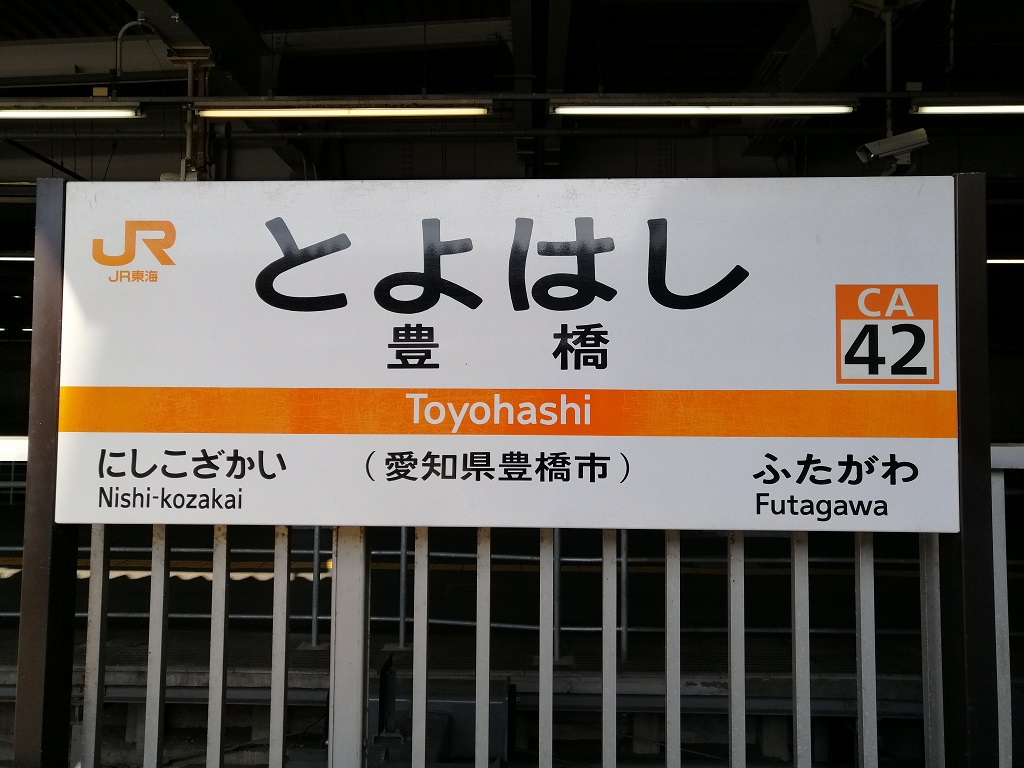 JR
JR東海
とよはし
豊橋
CA
42
Toyohashi
にしこざかい
Nishi-kozakai
(愛知県豊橋市)
ふたがわ
Futagawa